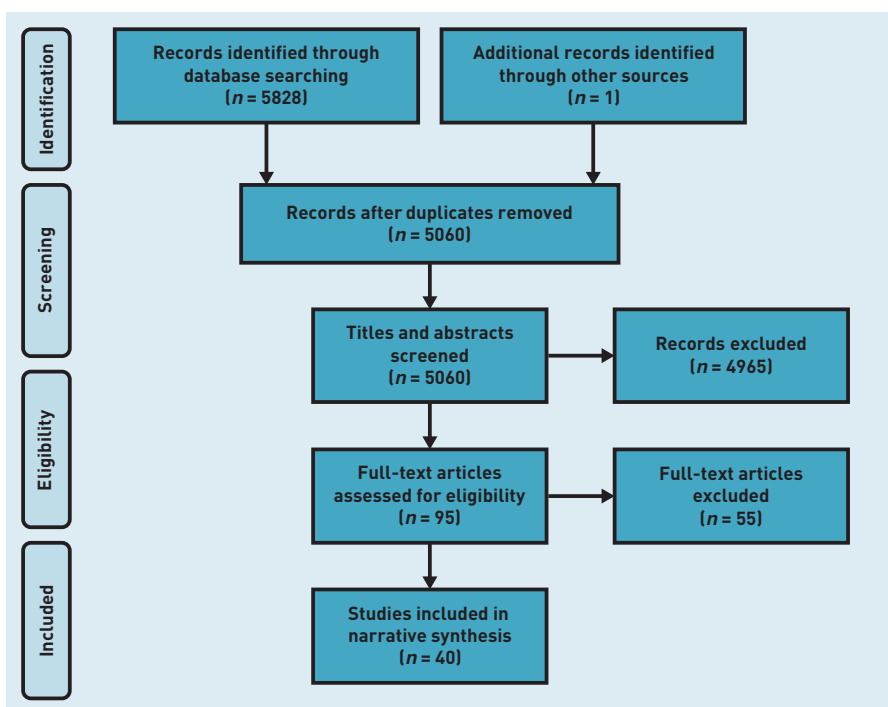 Identification
Records identified through
database searching
(n = 5828)
Additional records identified
through other sources
(n = 1)
Screening
Records after duplicates removed
(n = 5060)
Titles and abstracts
screened
(n = 5060)
Records excluded
(n = 4965)
Eligibility
Full-text articles
assessed for eligibility
(n = 95)
Full-text articles
excluded
(n = 55)
Included
Studies included in
narrative synthesis
(n = 40)